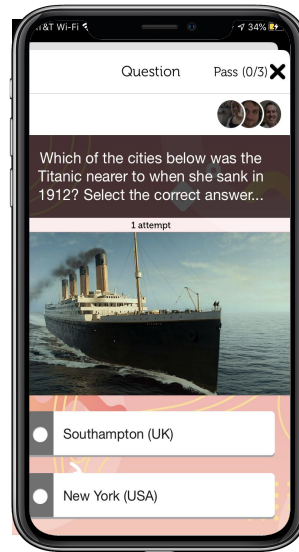 AT&T Wi-Fi 34%
Question Pass (0/3)
Which of the cities below was the
Titanic nearer to when she sank in
1912? Select the correct answer...
1 attempt
Southampton (UK)
New York (USA)